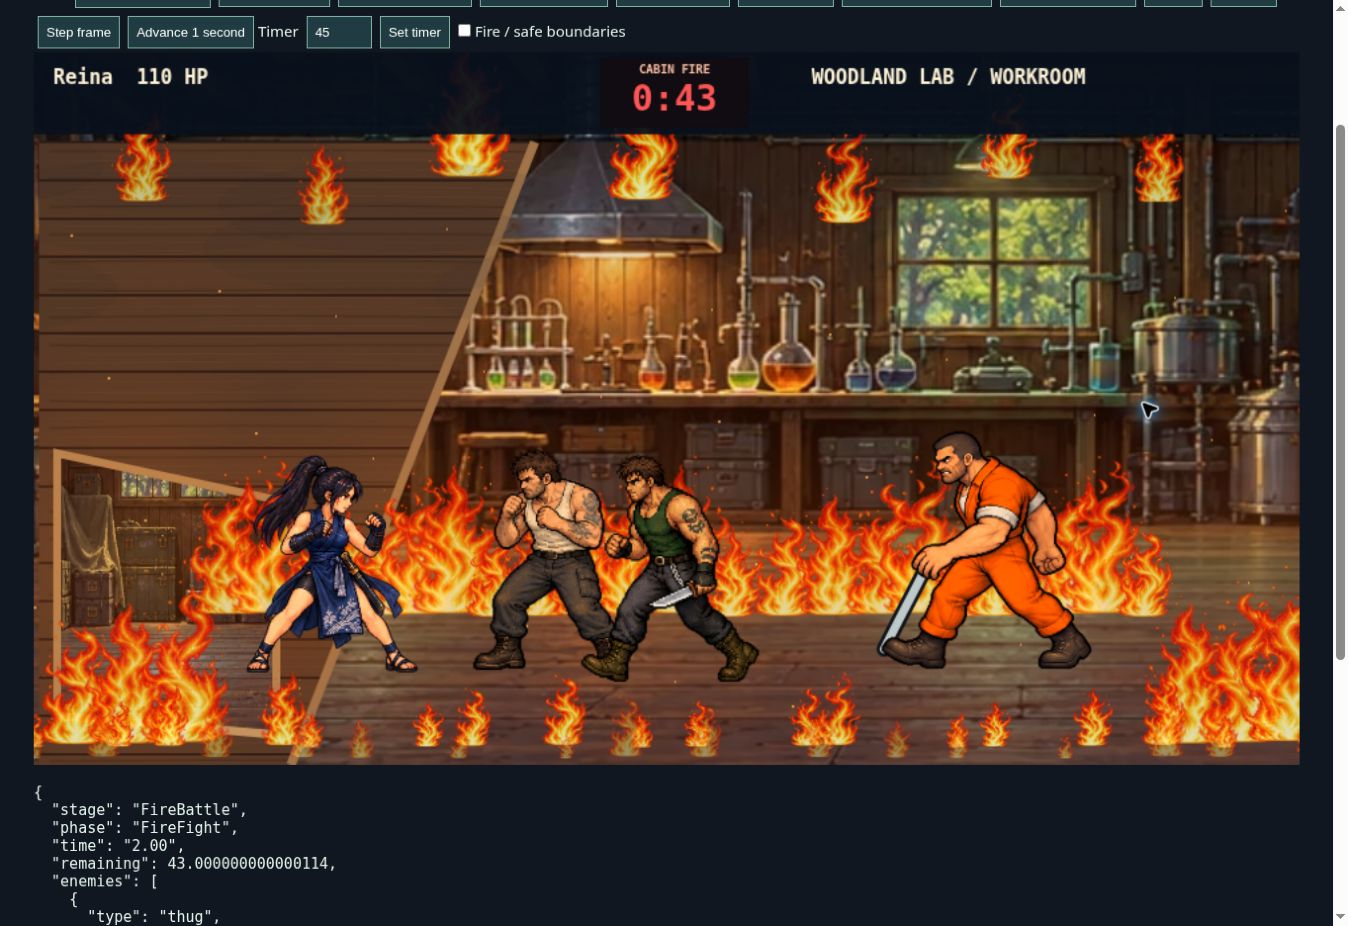 Step frame Advance 1 second Timer 45 Set timer Fire / safe boundaries
Reina 110 HP
CABIN FIRE
0:43
WOODLAND LAB / WORKROOM
{
  "stage": "FireBattle",
  "phase": "FireFight",
  "time": "2.00",
  "remaining": 43.000000000000114,
  "enemies": [
    {
      "type": "thug",